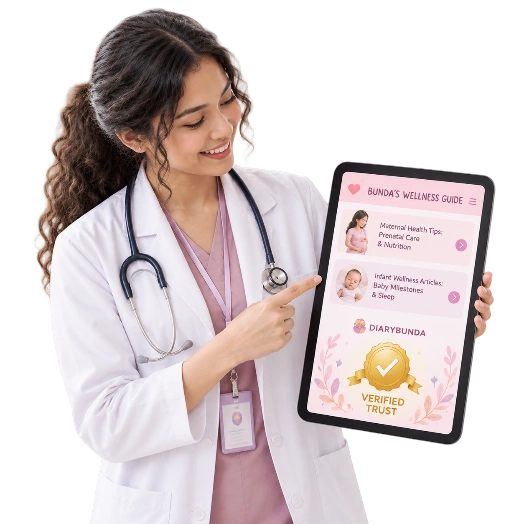 BUNDA'S WELLNESS GUIDE
Maternal Health Tips:
Prenatal Care
& Nutrition
Infant Wellness Articles:
Baby Milestones
& Sleep
DIARYBUNDA
VERIFIED
TRUST